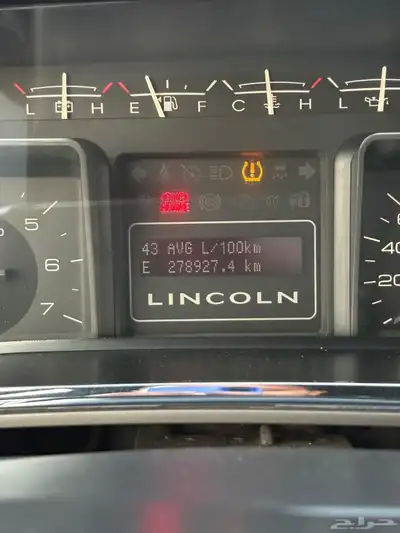 L H E F C H L
5
6
7
40
20
43 AVG L/100km
E 278927.4 km
LINCOLN
حراج